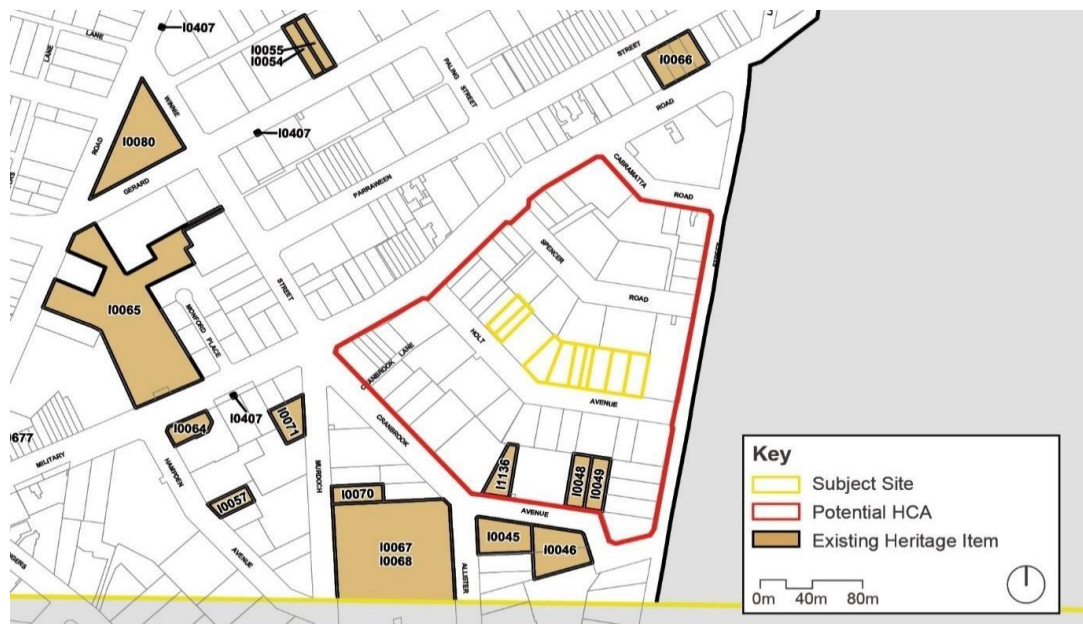 LANE
LANE
I0407
I0055
I0054
STREET
I0066
PALING
STREET
WINNIE
ROAD
I0407
ROAD
I0080
GERARD
PARRAWEEN
CABRAMATTA
ROAD
SPENCER
ROAD
STREET
I0065
MONFORD
PLACE
HOLT
CRANBROOK LANE
AVENUE
I0407
I0071
I0064
CRANBROOK
I0677
MILITARY
HAMPDEN
MURDOCH
I1136
I0048
I0049
I0057
I0070
AVENUE
I0045
I0046
I0067
I0068
AVENUE
ALLISTER
Key
Subject Site
Potential HCA
Existing Heritage Item
0m 40m 80m